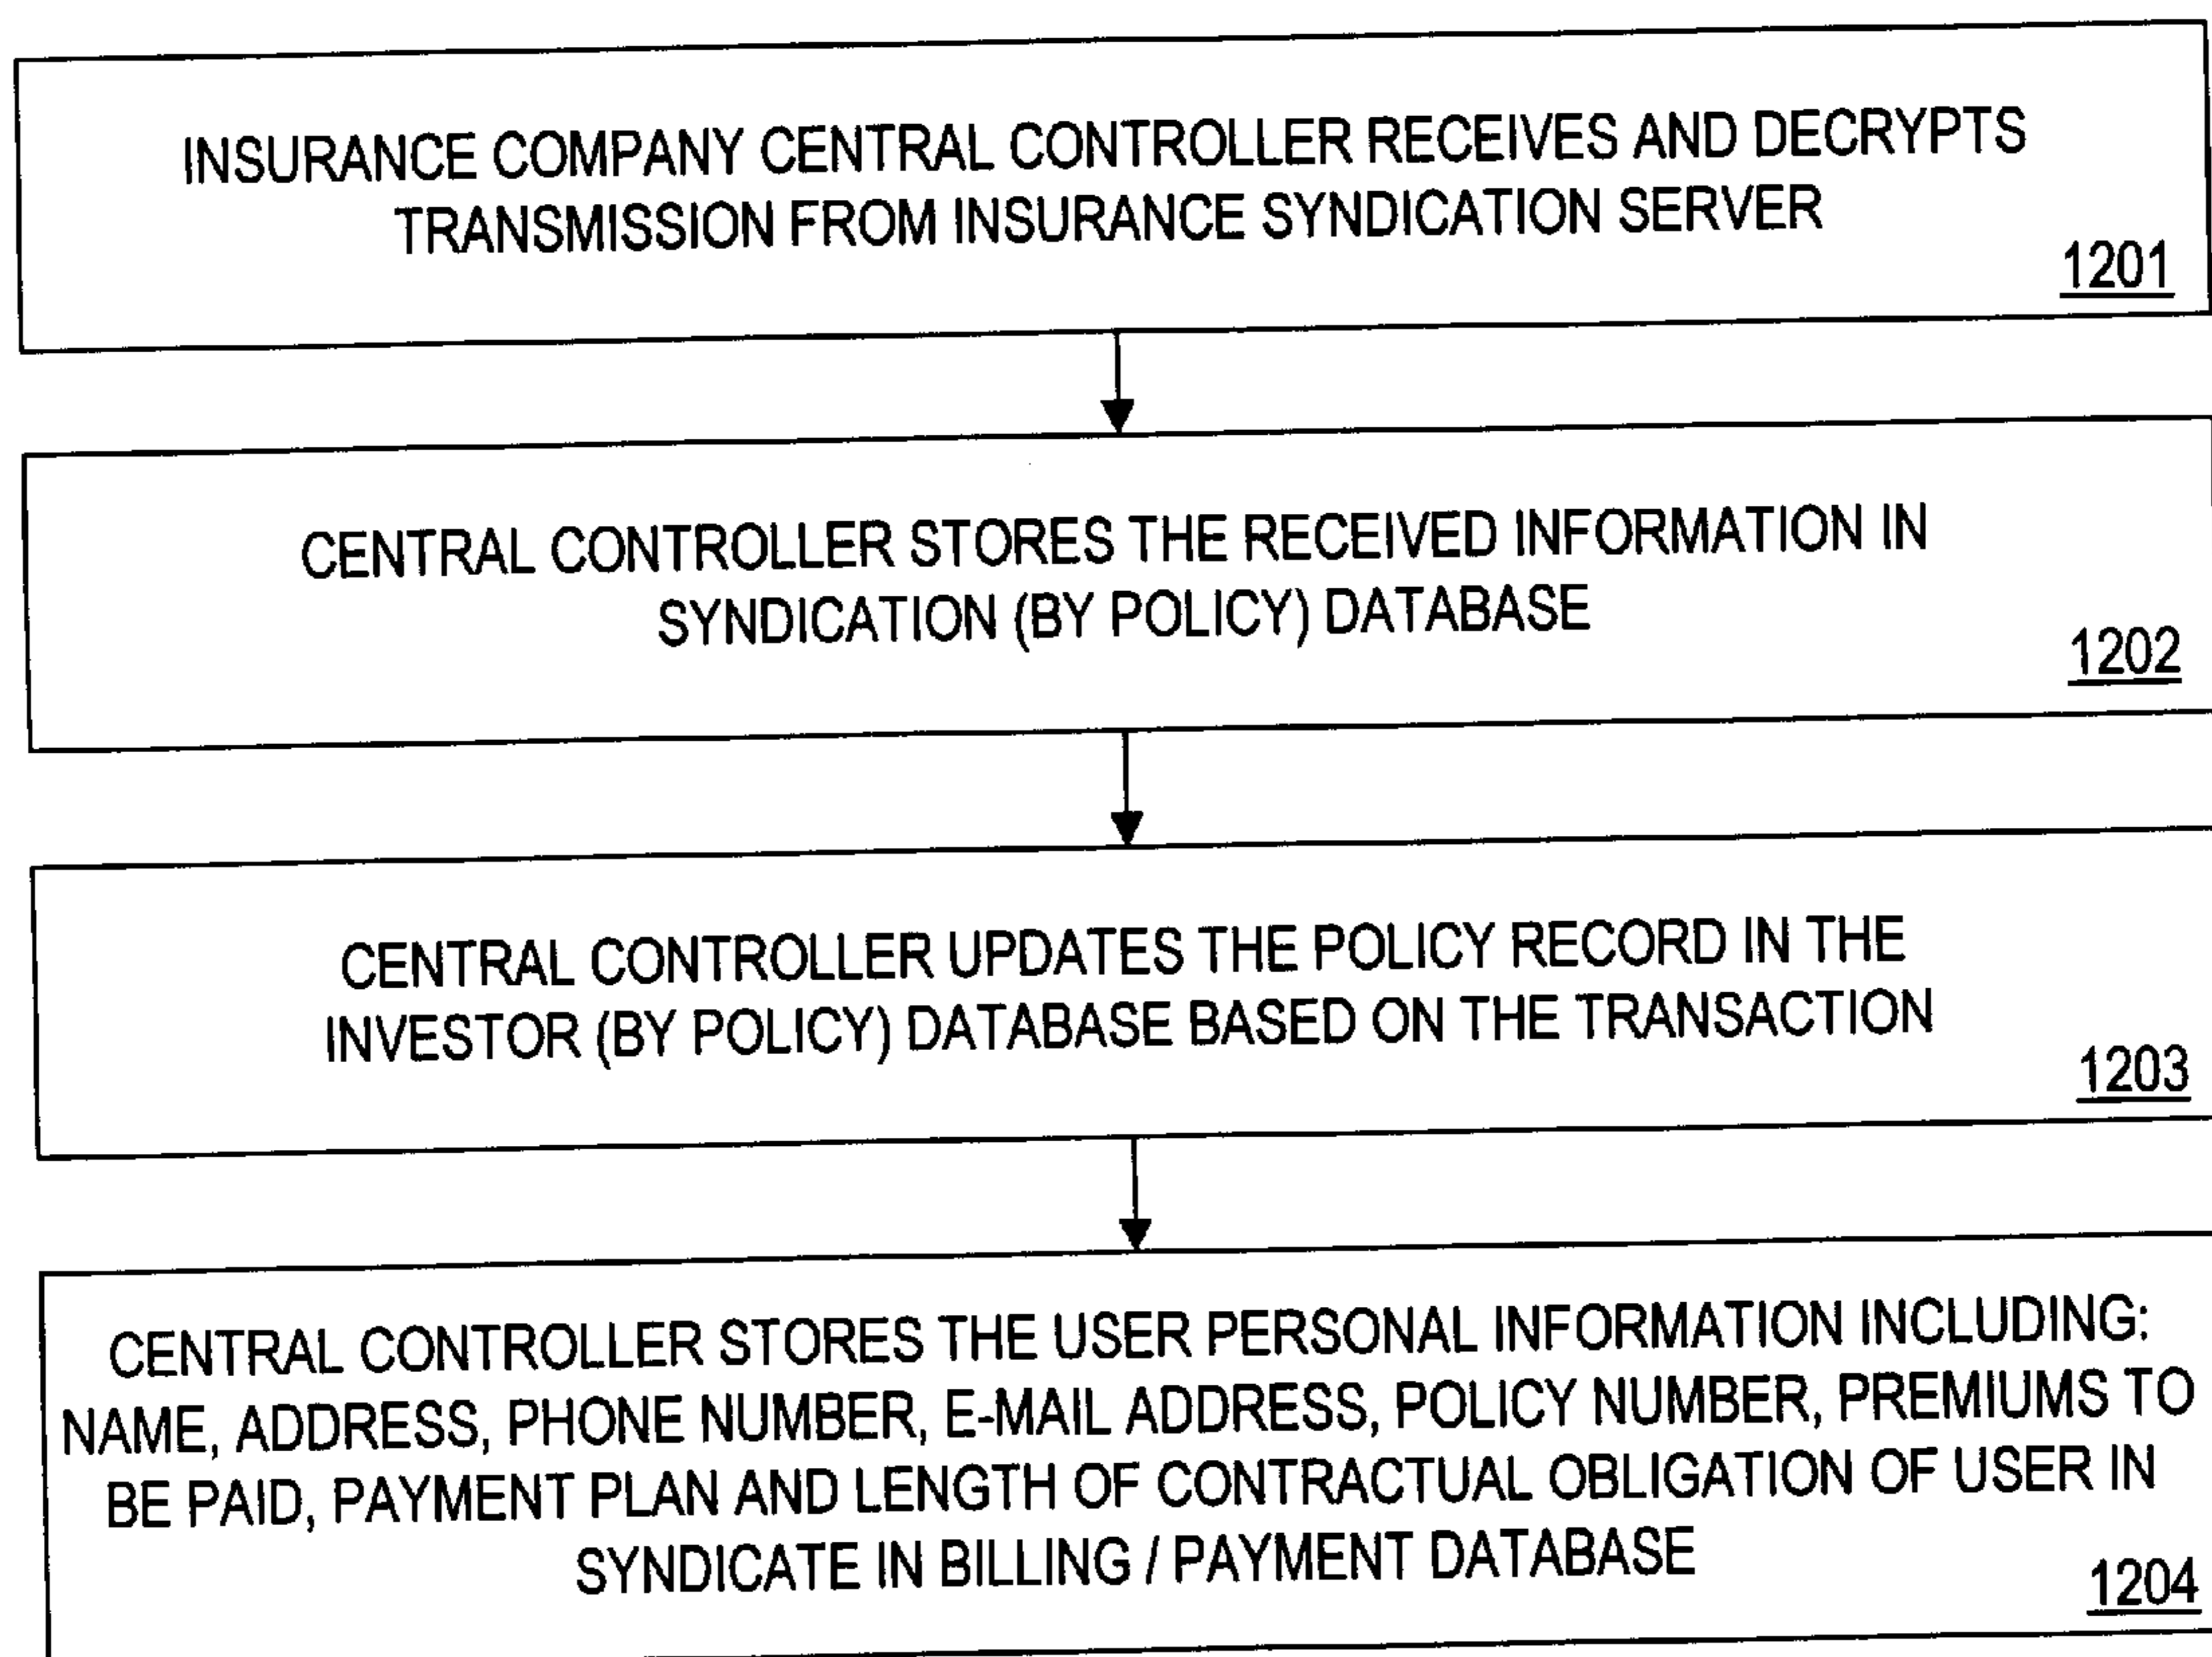 INSURANCE COMPANY CENTRAL CONTROLLER RECEIVES AND DECRYPTS
TRANSMISSION FROM INSURANCE SYNDICATION SERVER
1201
CENTRAL CONTROLLER STORES THE RECEIVED INFORMATION IN
SYNDICATION (BY POLICY) DATABASE
1202
CENTRAL CONTROLLER UPDATES THE POLICY RECORD IN THE
INVESTOR (BY POLICY) DATABASE BASED ON THE TRANSACTION
1203
CENTRAL CONTROLLER STORES THE USER PERSONAL INFORMATION INCLUDING:
NAME, ADDRESS, PHONE NUMBER, E-MAIL ADDRESS, POLICY NUMBER, PREMIUMS TO
BE PAID, PAYMENT PLAN AND LENGTH OF CONTRACTUAL OBLIGATION OF USER IN
SYNDICATE IN BILLING / PAYMENT DATABASE
1204